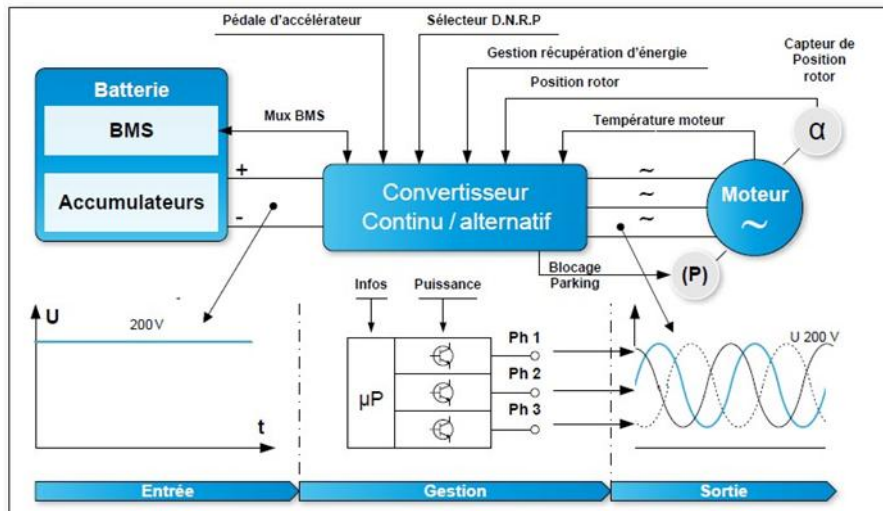 Pédale d'accélérateur
Sélecteur D.N.R.P
Gestion récupération d'énergie
Capteur de
Position
rotor
Position rotor
Batterie
BMS
Mux BMS
Température moteur
α
+
Accumulateurs
-
Convertisseur
Continu / alternatif
~
~
~
Moteur
~
Blocage
Parking
(P)
Infos
Puissance
U
200 V
t
µP
Ph 1
Ph 2
Ph 3
U 200 V
Entrée
Gestion
Sortie